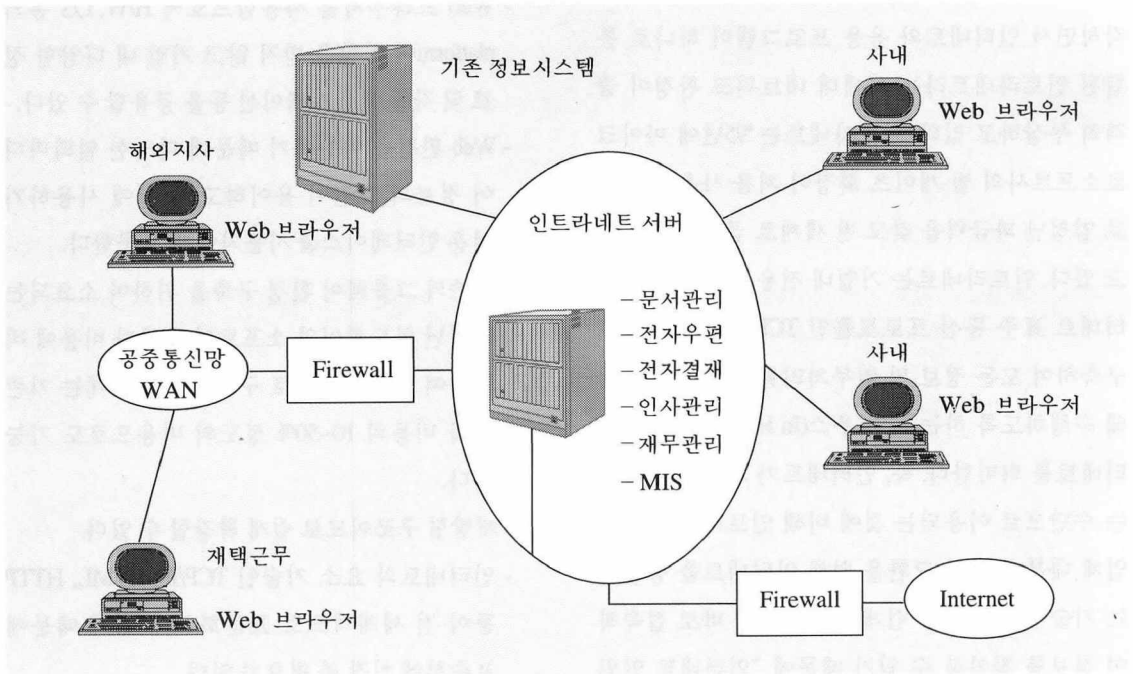 기존 정보시스템
사내
Web 브라우저
해외지사
Web 브라우저
인트라네트 서버
– 문서관리
– 전자우편
– 전자결재
– 인사관리
– 재무관리
– MIS
공중통신망
WAN
Firewall
사내
Web 브라우저
재택근무
Web 브라우저
Firewall
Internet